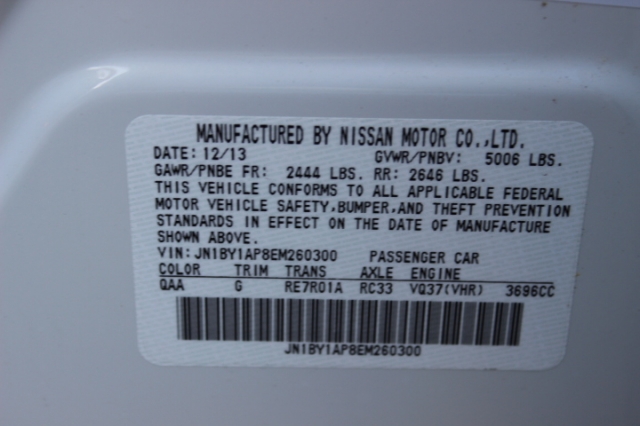 MANUFACTURED BY NISSAN MOTOR CO.,LTD.
DATE: 12/13 GVWR/PNBV: 5006 LBS.
GAWR/PNBE FR: 2444 LBS. RR: 2646 LBS.
THIS VEHICLE CONFORMS TO ALL APPLICABLE FEDERAL
MOTOR VEHICLE SAFETY,BUMPER,AND THEFT PREVENTION
STANDARDS IN EFFECT ON THE DATE OF MANUFACTURE
SHOWN ABOVE.
VIN: JN1BY1AP8EM260300 PASSENGER CAR
COLOR TRIM TRANS AXLE ENGINE
QAA G RE7R01A RC33 VQ37(VHR) 3696CC
JN1BY1AP8EM260300